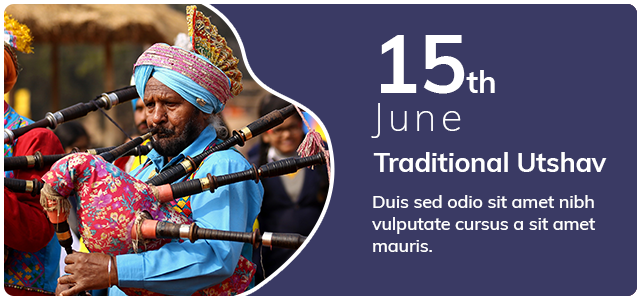 15th
June
Traditional Utshav
Duis sed odio sit amet nibh
vulputate cursus a sit amet
mauris.